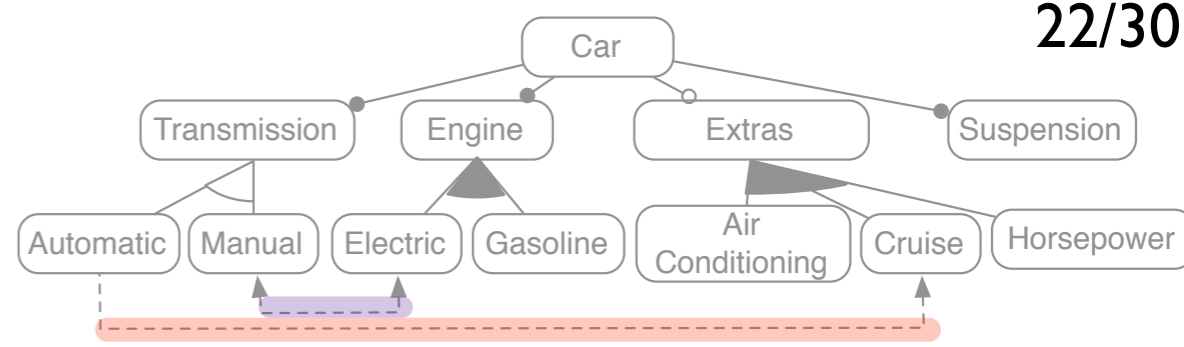 22/30
Car
Transmission
Engine
Extras
Suspension
Automatic
Manual
Electric
Gasoline
Air
Conditioning
Cruise
Horsepower